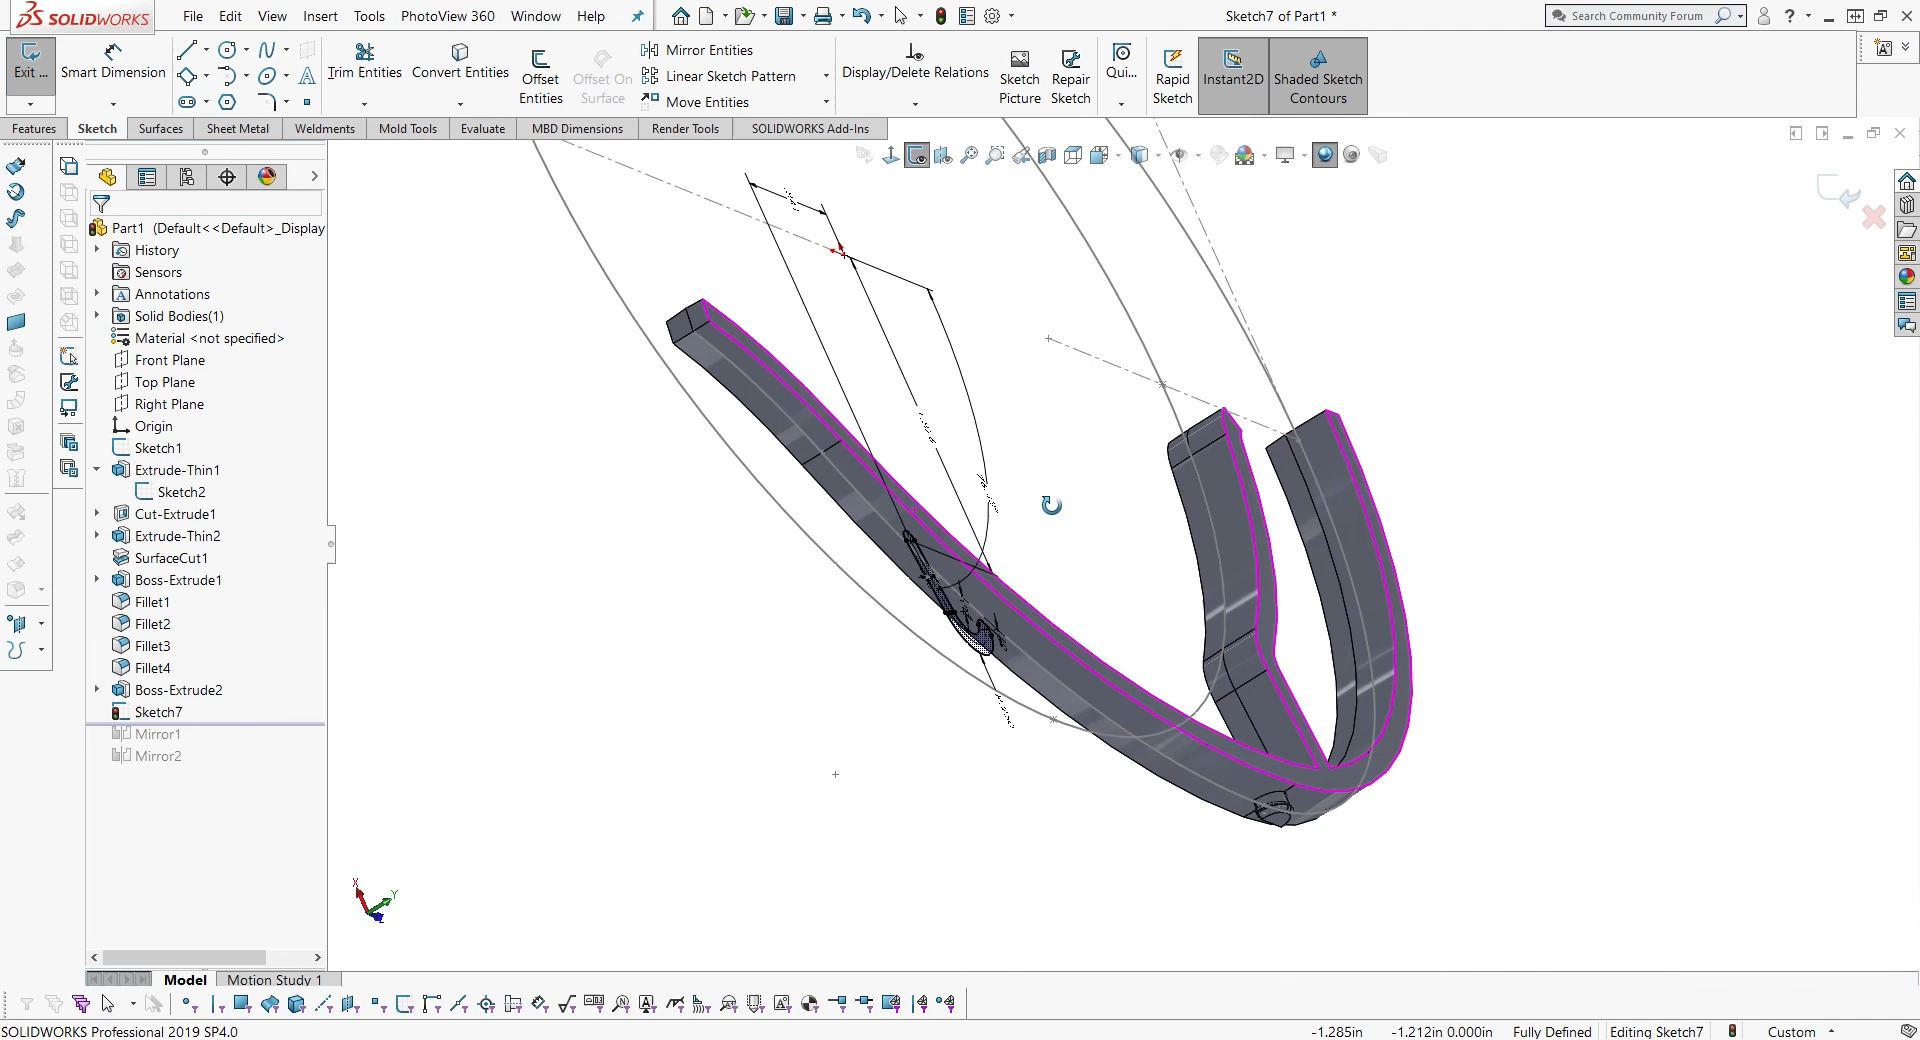 SOLIDWORKS
File Edit View Insert Tools PhotoView 360 Window Help
Sketch7 of Part1 *
Search Community Forum
Exit ...
Smart Dimension
Trim Entities
Convert Entities
Offset Entities
Offset On Surface
Mirror Entities
Linear Sketch Pattern
Move Entities
Display/Delete Relations
Sketch Picture
Repair Sketch
Qui...
Rapid Sketch
Instant2D
Shaded Sketch Contours
Features Sketch Surfaces Sheet Metal Weldments Mold Tools Evaluate MBD Dimensions Render Tools SOLIDWORKS Add-Ins
Part1 (Default<<Default>_Display
History
Sensors
Annotations
Solid Bodies(1)
Material <not specified>
Front Plane
Top Plane
Right Plane
Origin
Sketch1
Extrude-Thin1
Sketch2
Cut-Extrude1
Extrude-Thin2
SurfaceCut1
Boss-Extrude1
Fillet1
Fillet2
Fillet3
Fillet4
Boss-Extrude2
Sketch7
Mirror1
Mirror2
X
Y
Z
Model Motion Study 1
SOLIDWORKS Professional 2019 SP4.0
-1.285in -1.212in 0.000in Fully Defined Editing Sketch7 Custom